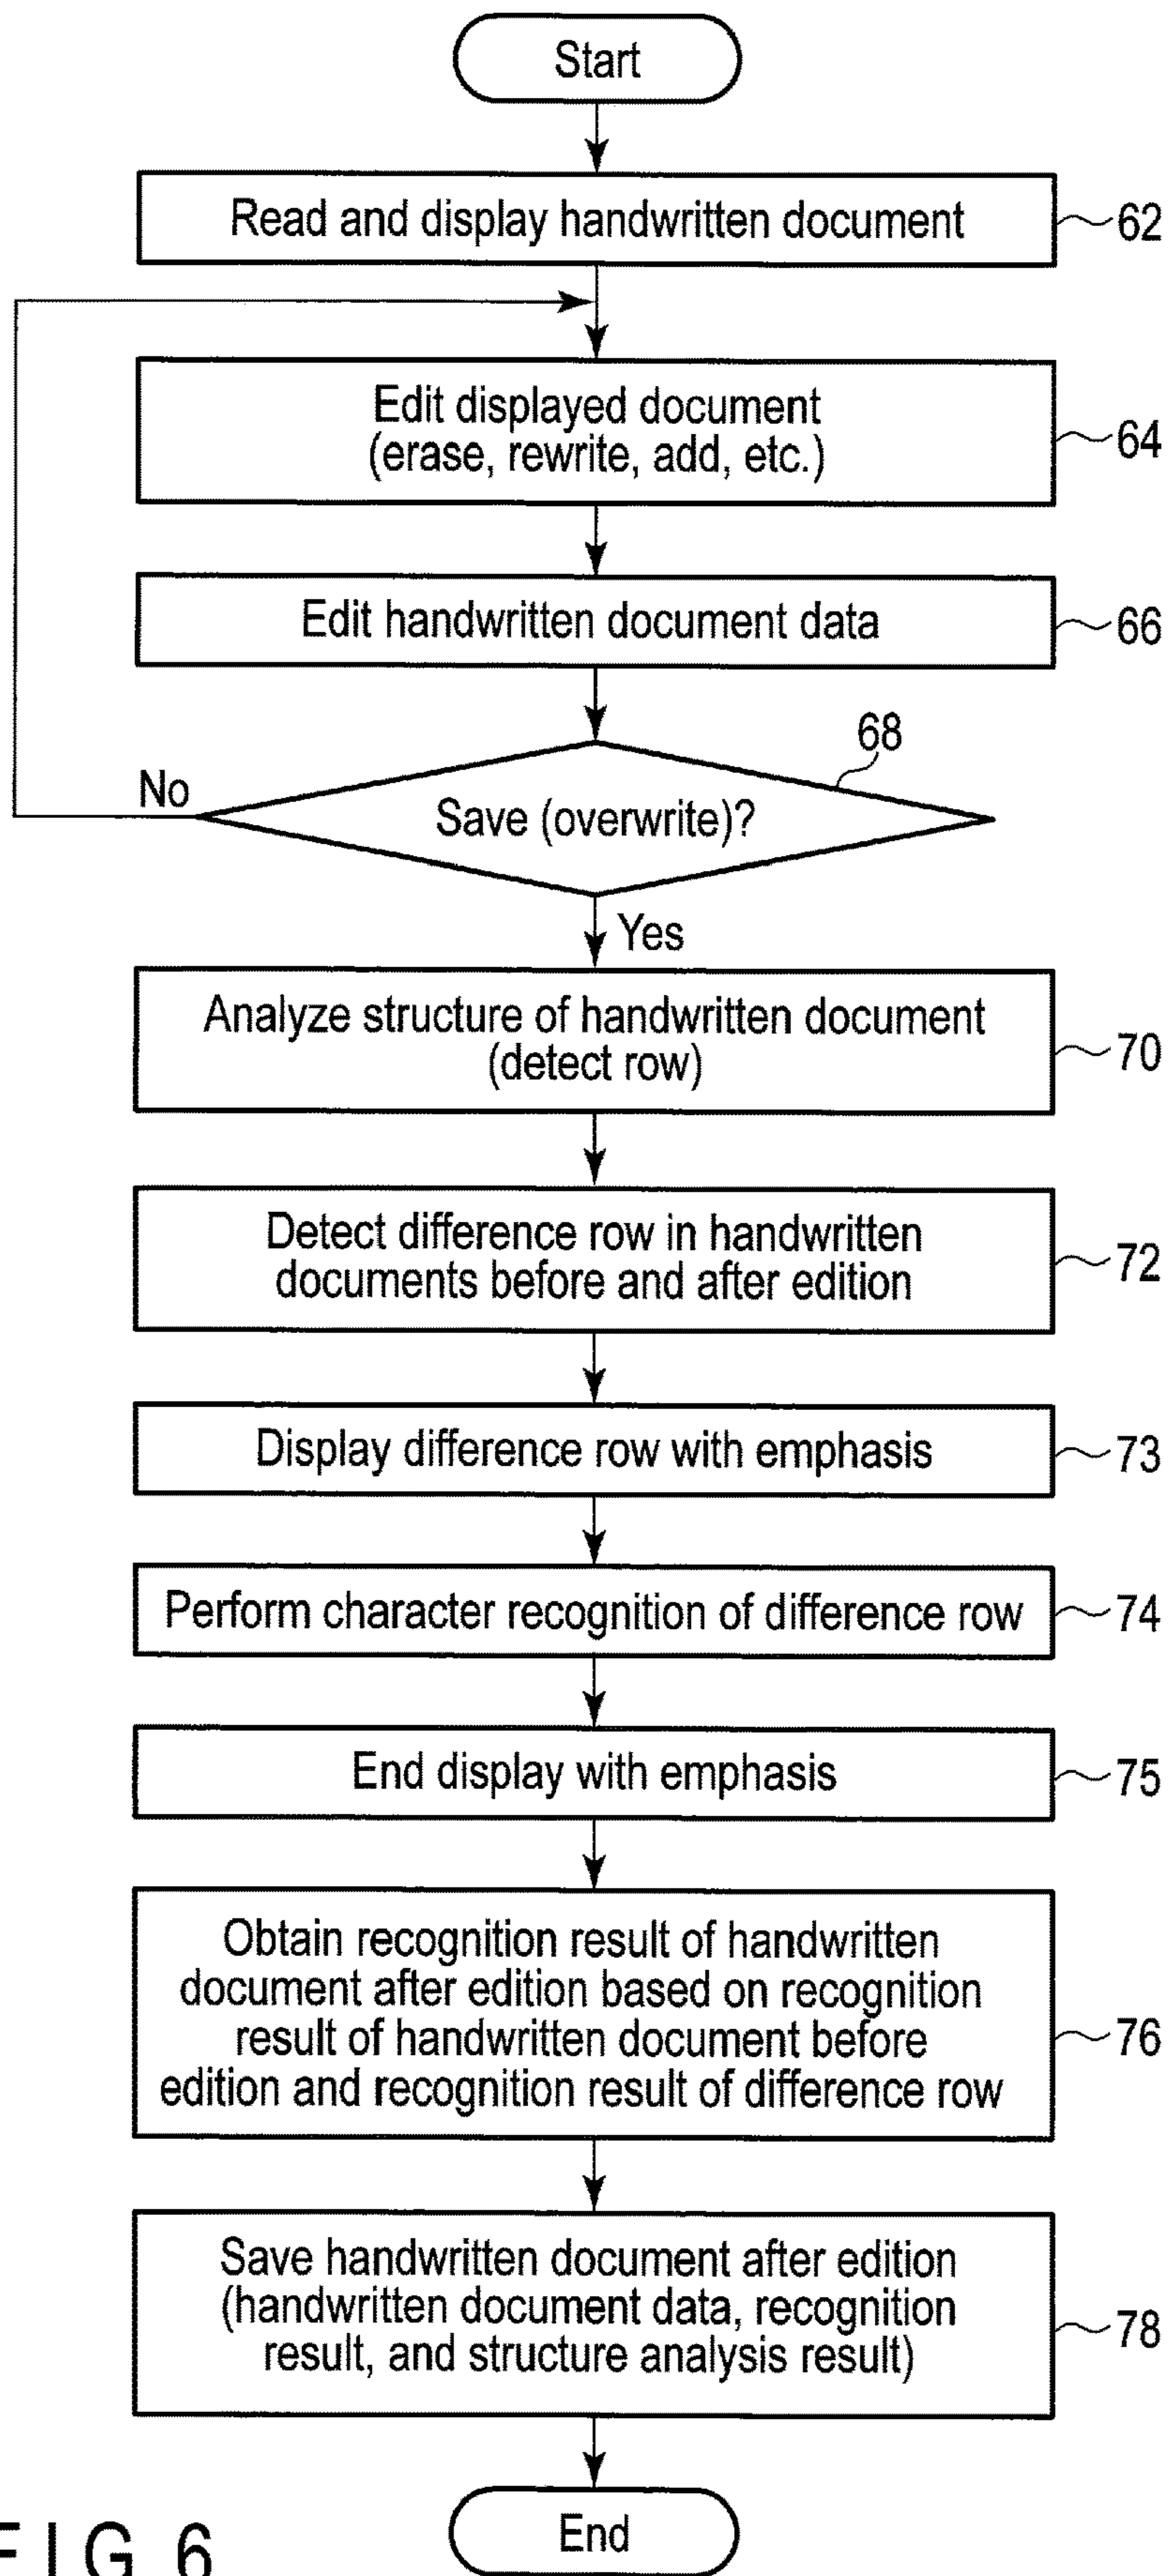 Start
Read and display handwritten document
62
Edit displayed document
(erase, rewrite, add, etc.)
64
Edit handwritten document data
66
68
No
Save (overwrite)?
Yes
Analyze structure of handwritten document
(detect row)
70
Detect difference row in handwritten
documents before and after edition
72
Display difference row with emphasis
73
Perform character recognition of difference row
74
End display with emphasis
75
Obtain recognition result of handwritten
document after edition based on recognition
result of handwritten document before
edition and recognition result of difference row
76
Save handwritten document after edition
(handwritten document data, recognition
result, and structure analysis result)
78
End
FIG. 6